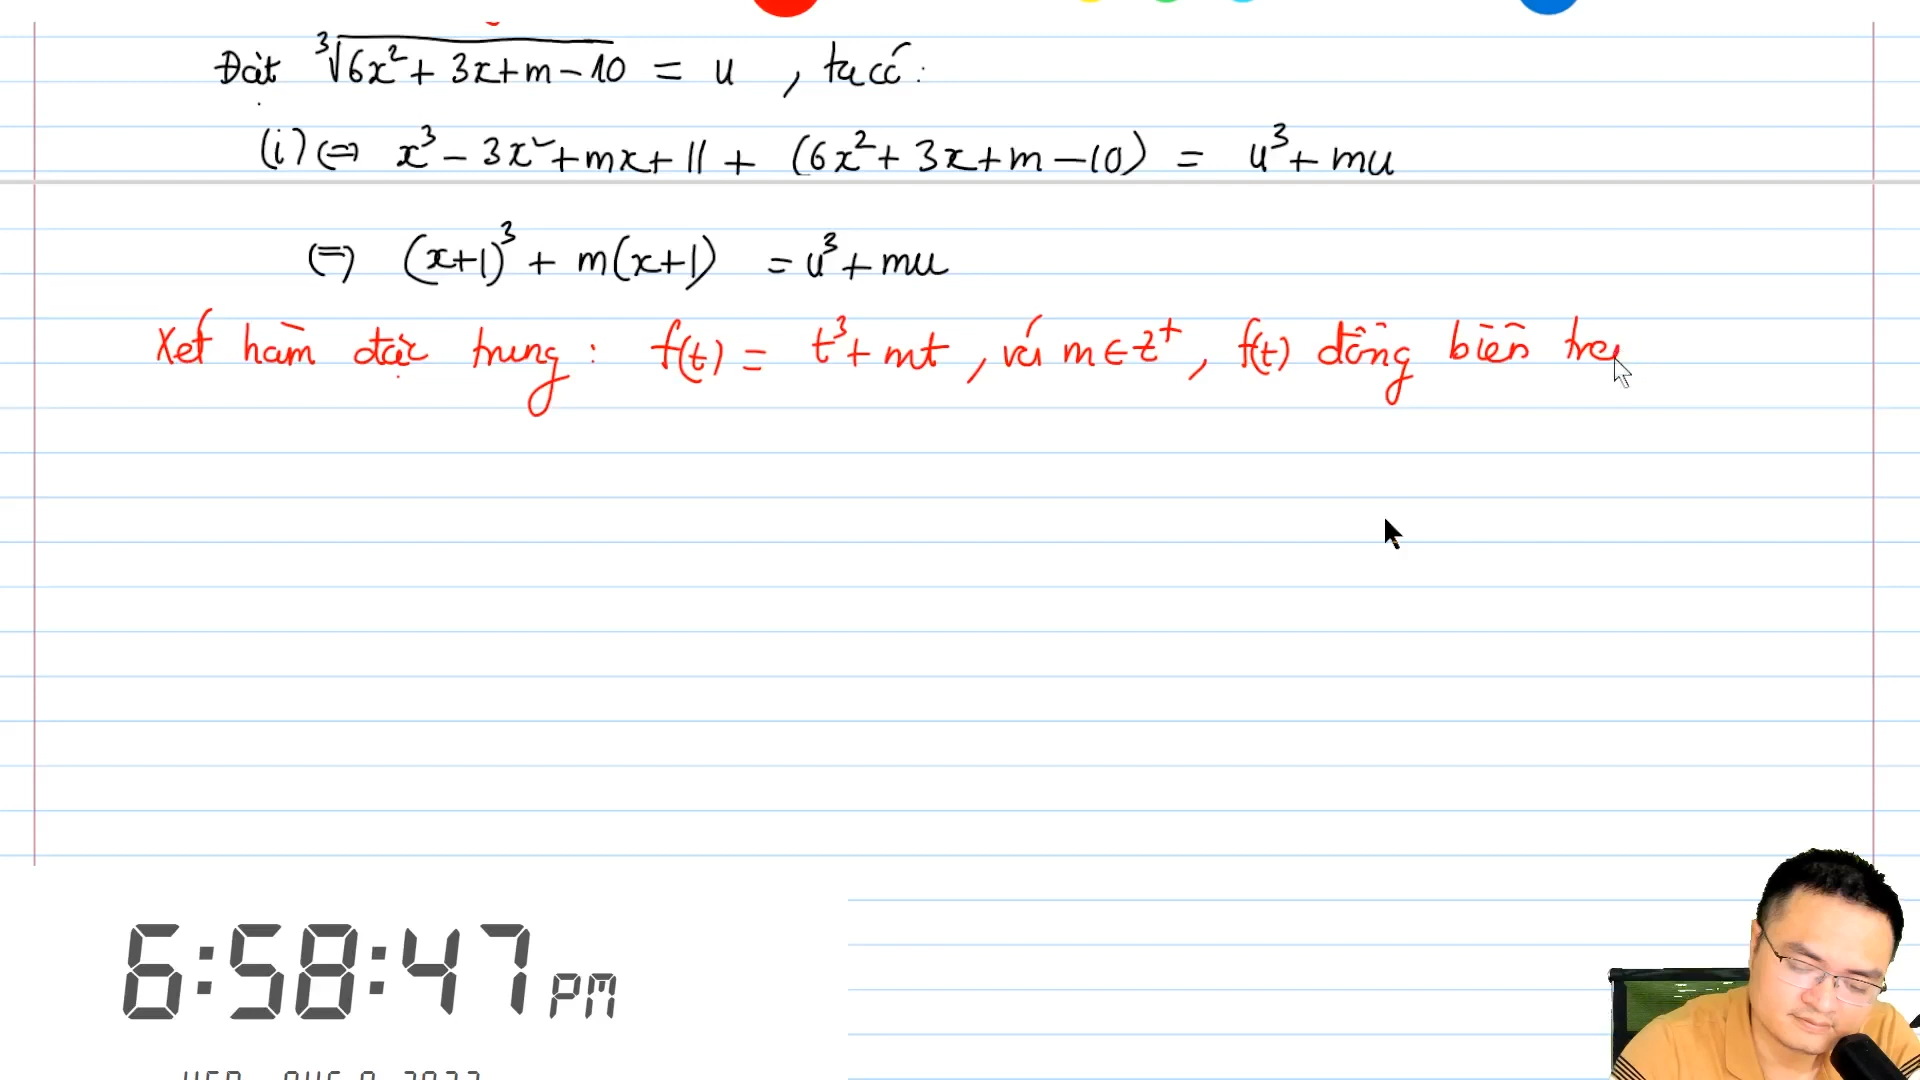 Đặt ∛(6x² + 3x + m − 10) = u , ta có :
(i) ⇔ x³ − 3x² + mx + 11 + (6x² + 3x + m − 10) = u³ + mu
⇔ (x+1)³ + m(x+1) = u³ + mu
Xét hàm đặc trưng : f(t) = t³ + mt , với m ∈ Z⁺ , f(t) đồng biến trê
6:58:47 PM